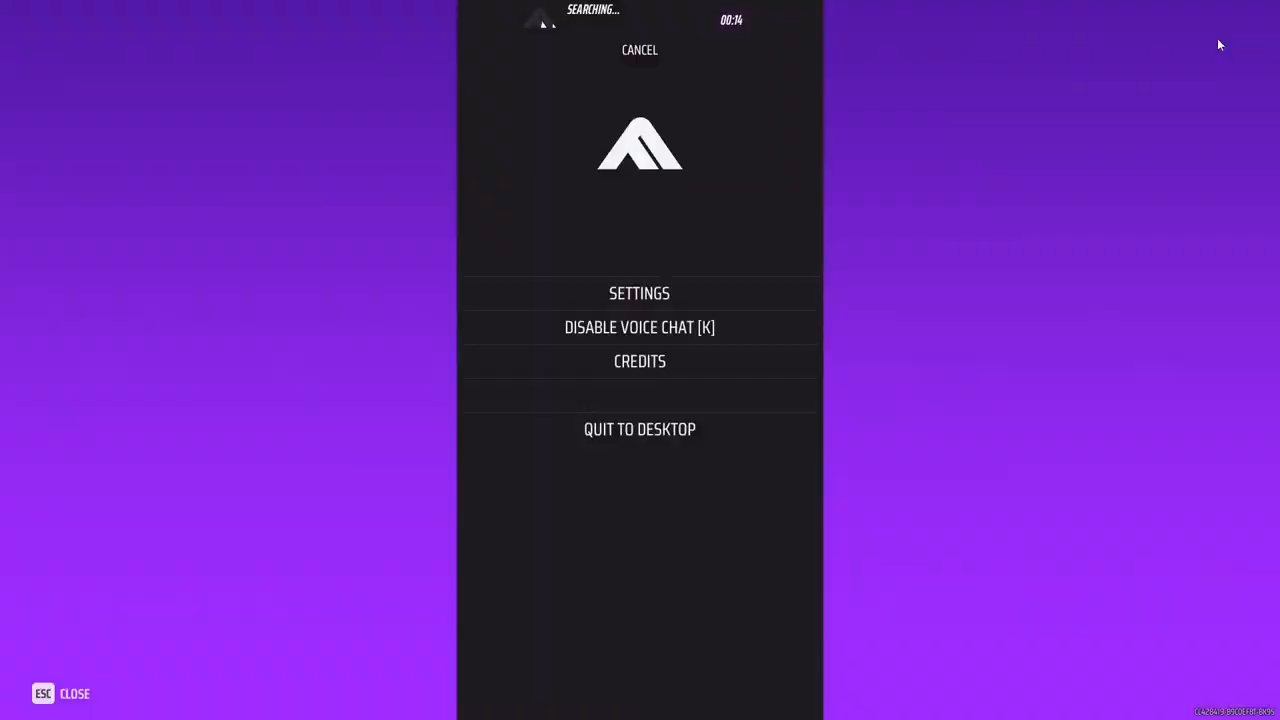 SEARCHING...
00:14
CANCEL
SETTINGS
DISABLE VOICE CHAT [K]
CREDITS
QUIT TO DESKTOP
ESC CLOSE